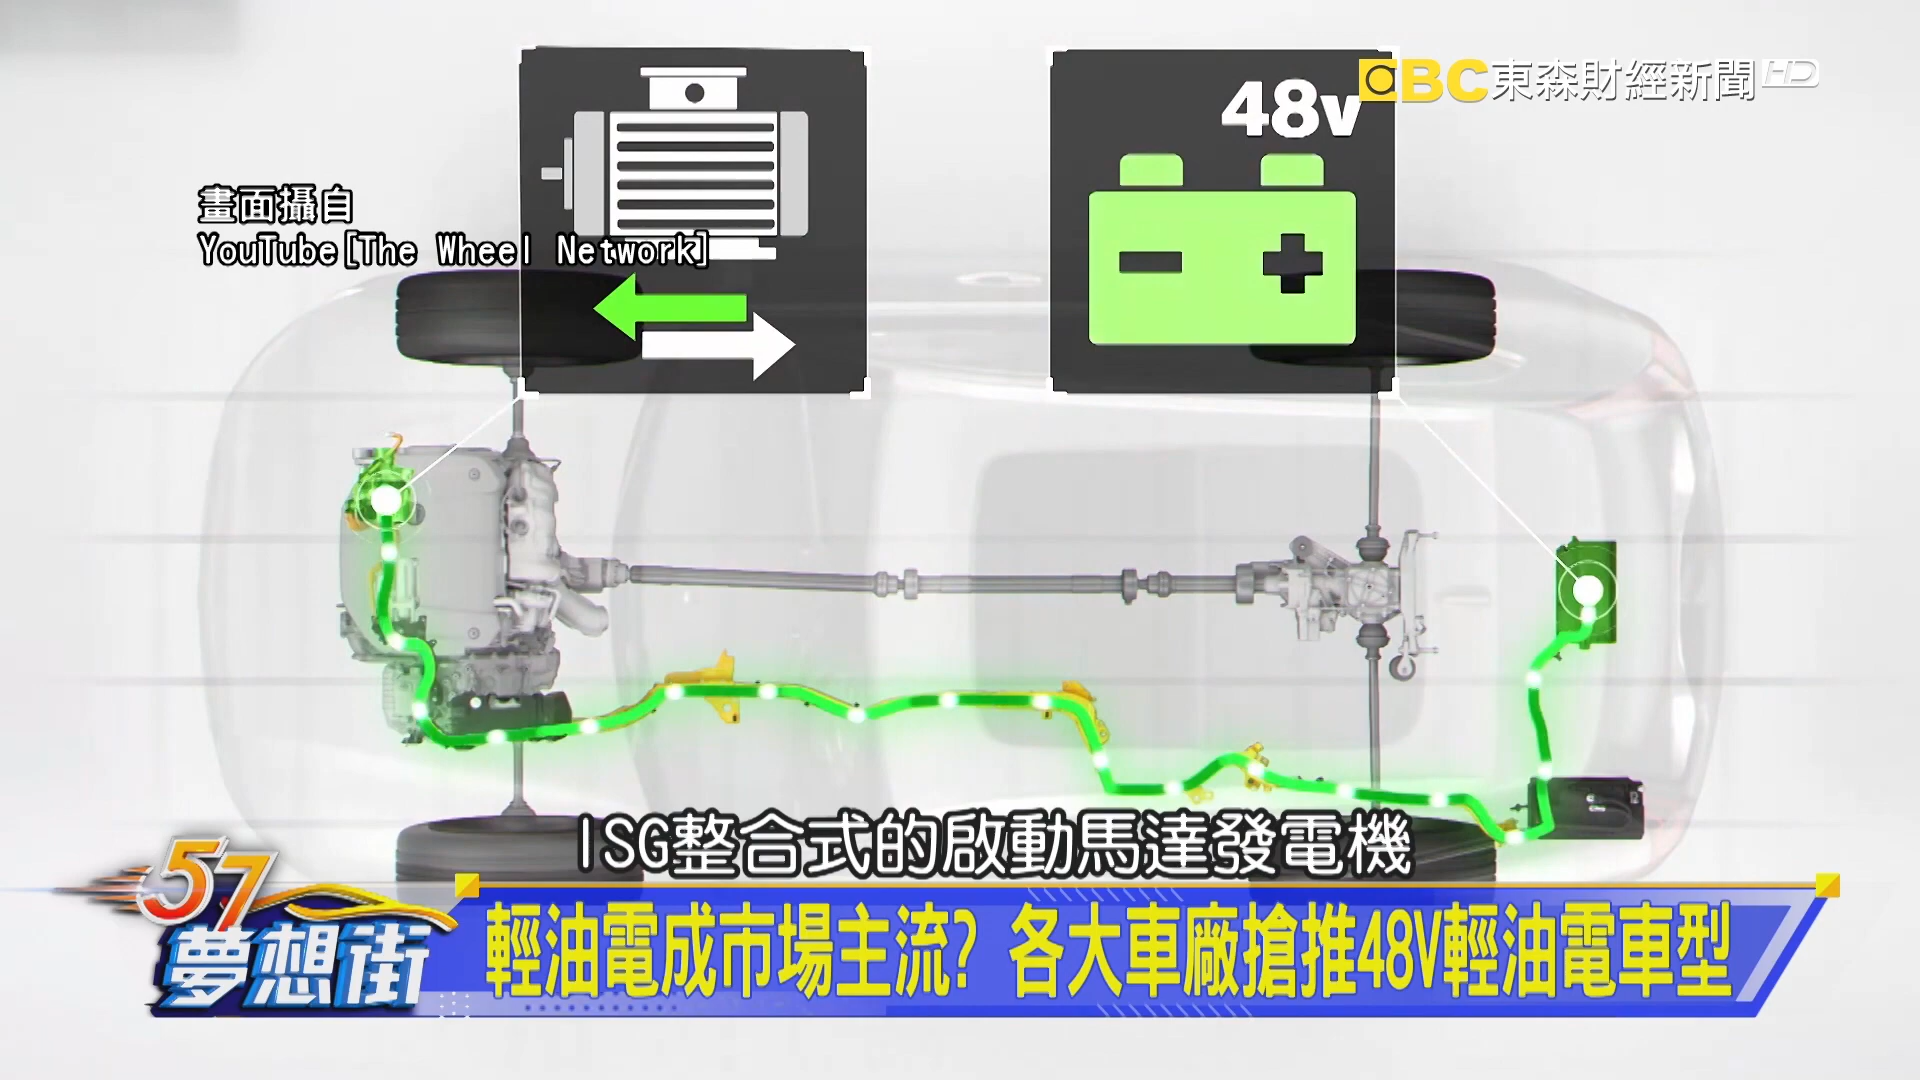 48v
EBC東森財經新聞HD
畫面攝自
YouTube[The Wheel Network]
ISG整合式的啟動馬達發電機
57
夢想街
輕油電成市場主流? 各大車廠搶推48V輕油電車型